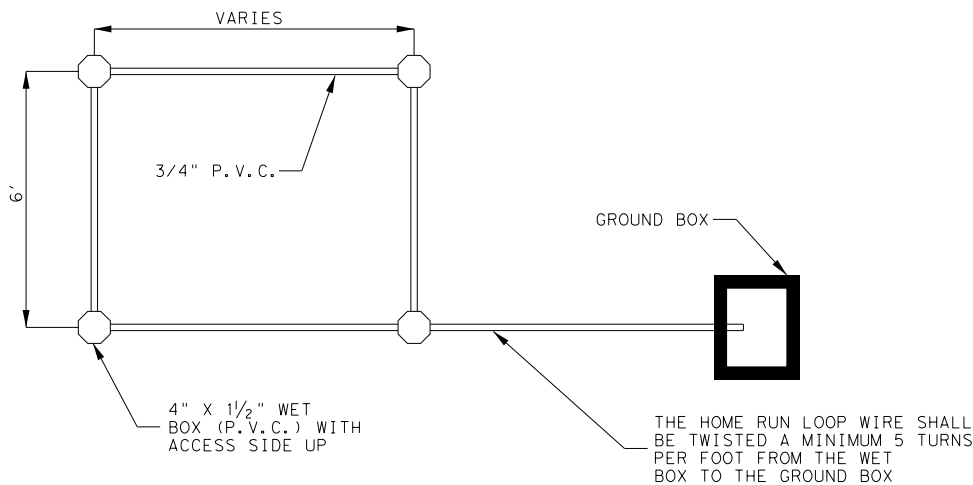 VARIES
3/4" P.V.C.
6'
GROUND BOX
4" X 1½" WET
BOX (P.V.C.) WITH
ACCESS SIDE UP
THE HOME RUN LOOP WIRE SHALL
BE TWISTED A MINIMUM 5 TURNS
PER FOOT FROM THE WET
BOX TO THE GROUND BOX